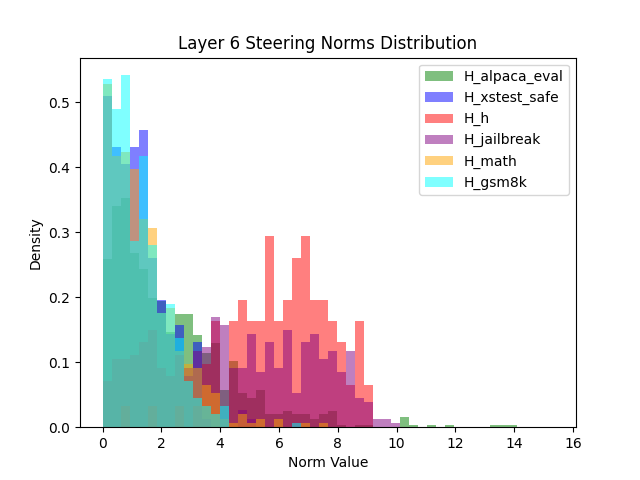 Layer 6 Steering Norms Distribution
H_alpaca_eval
H_xstest_safe
H_h
H_jailbreak
H_math
H_gsm8k
Density
0.5
0.4
0.3
0.2
0.1
0.0
0 2 4 6 8 10 12 14 16
Norm Value